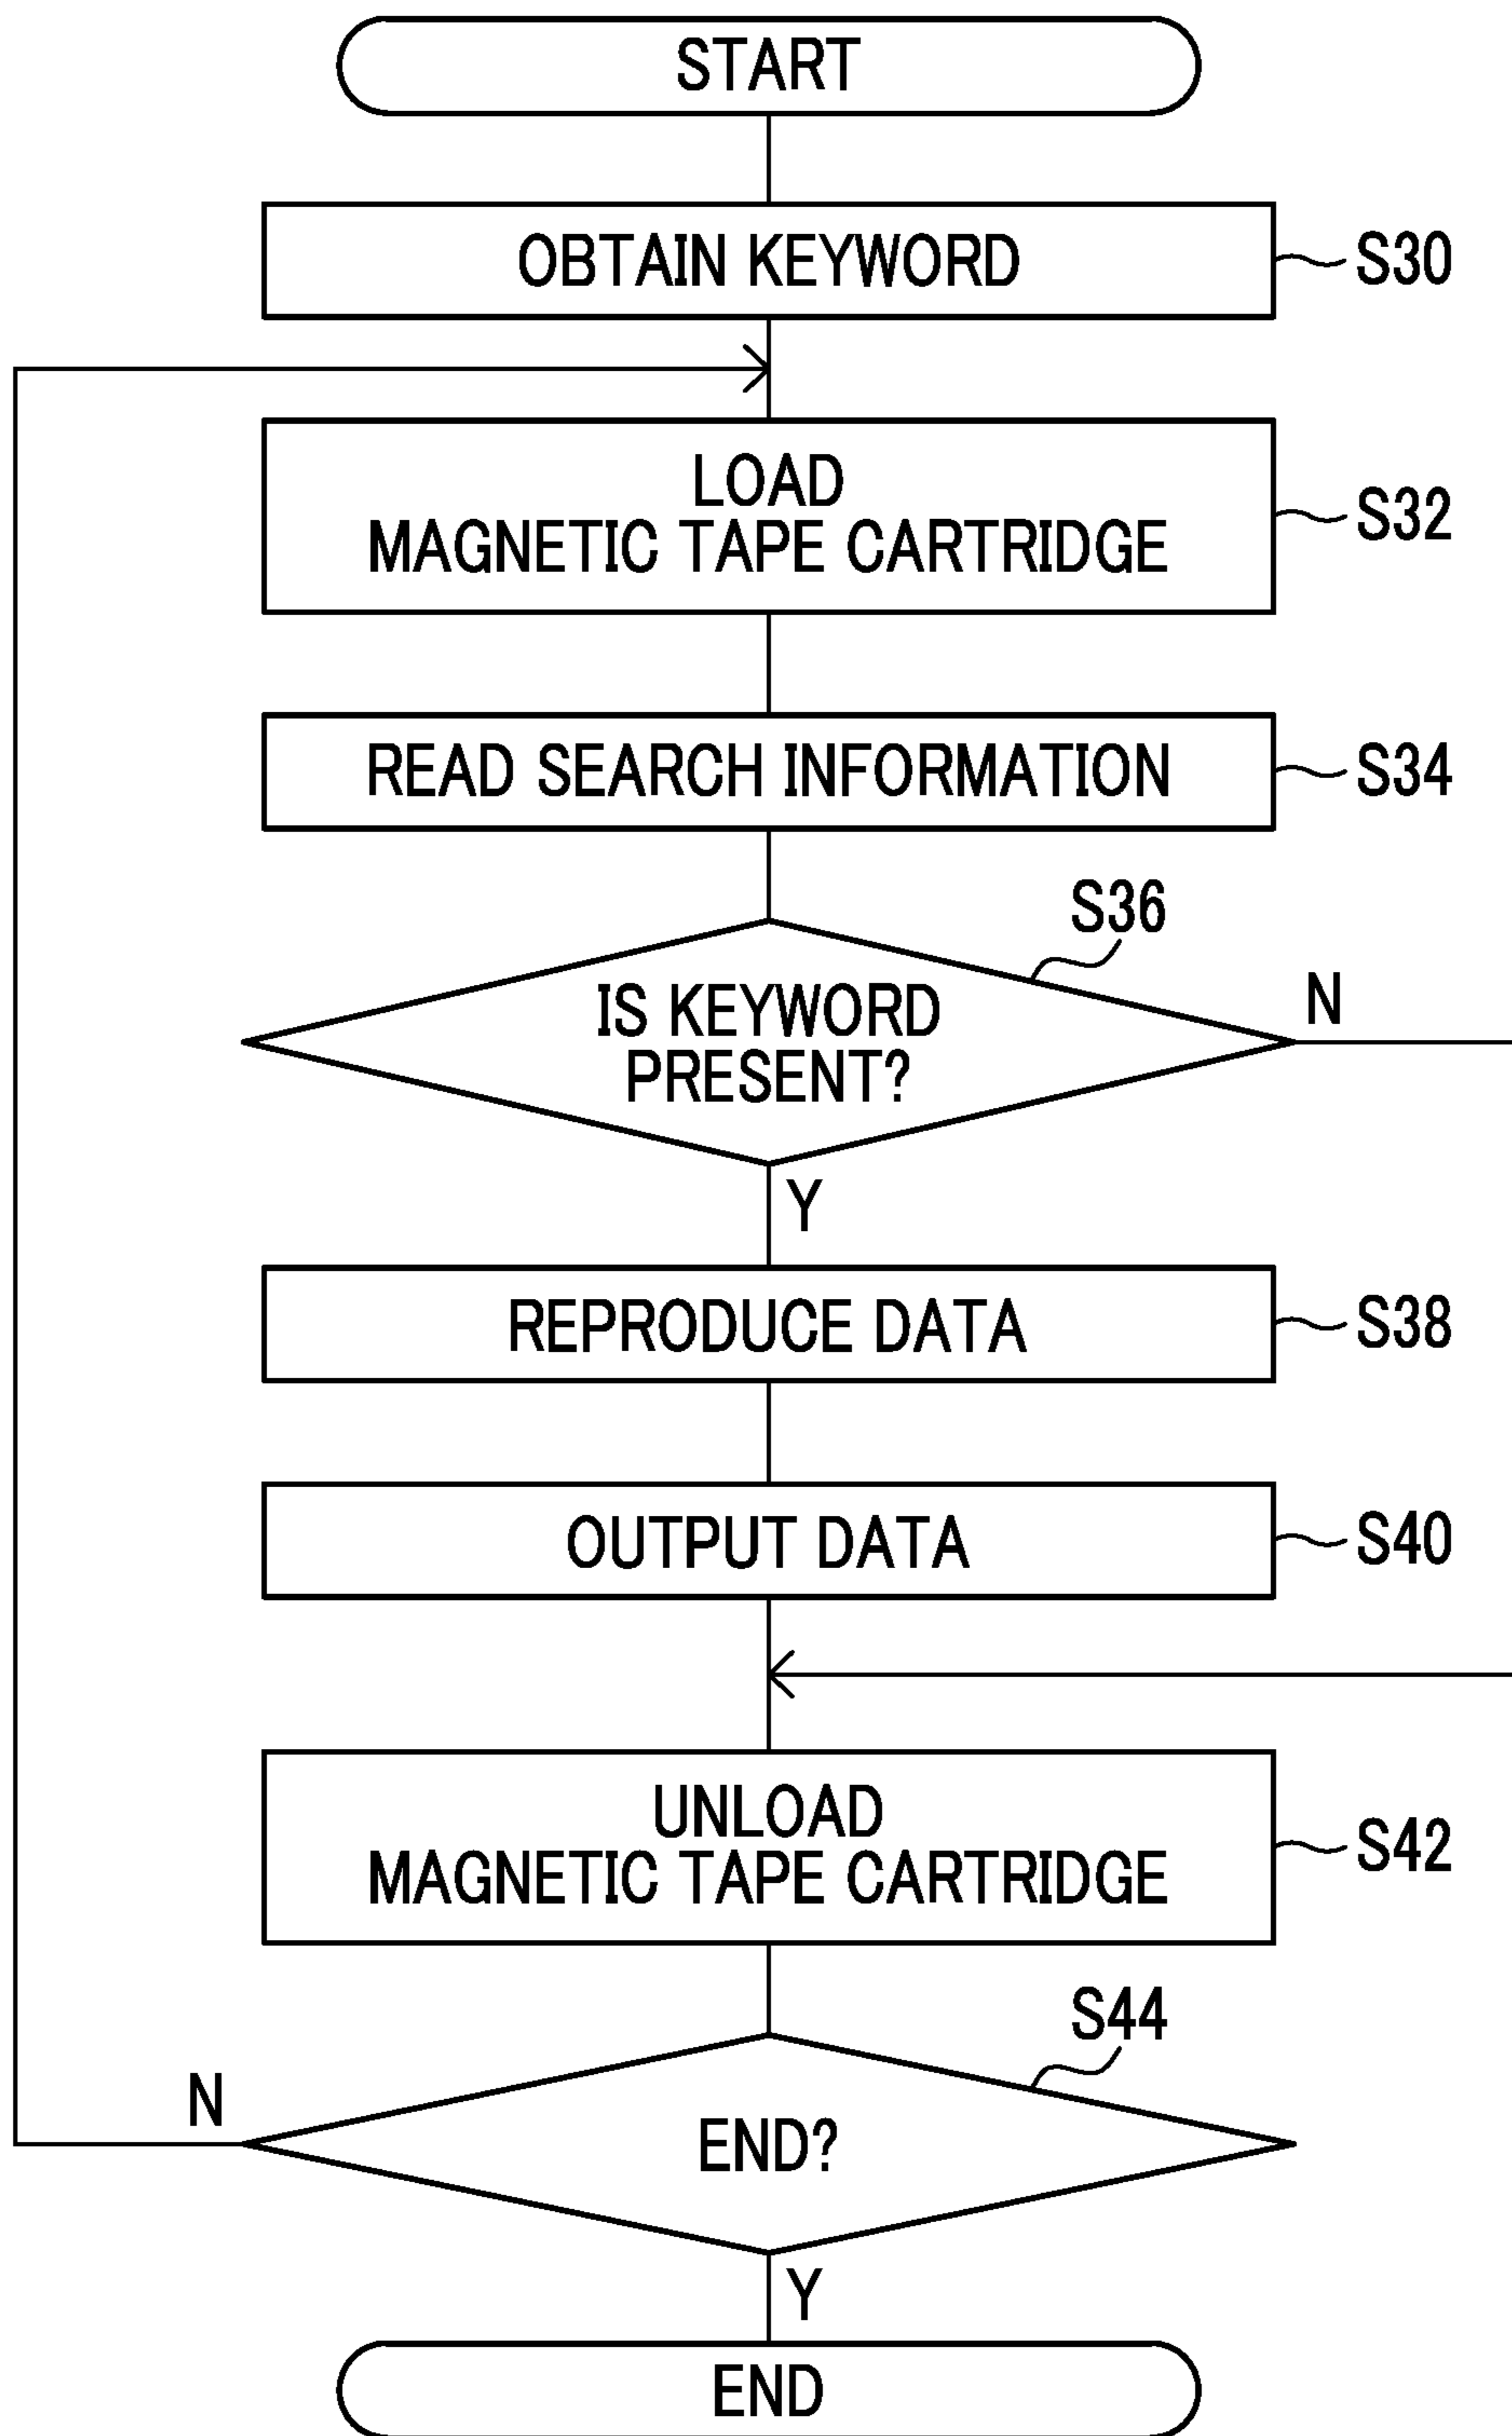 START
OBTAIN KEYWORD
S30
LOAD
MAGNETIC TAPE CARTRIDGE
S32
READ SEARCH INFORMATION
S34
S36
IS KEYWORD
PRESENT?
N
Y
REPRODUCE DATA
S38
OUTPUT DATA
S40
UNLOAD
MAGNETIC TAPE CARTRIDGE
S42
S44
N
END?
Y
END